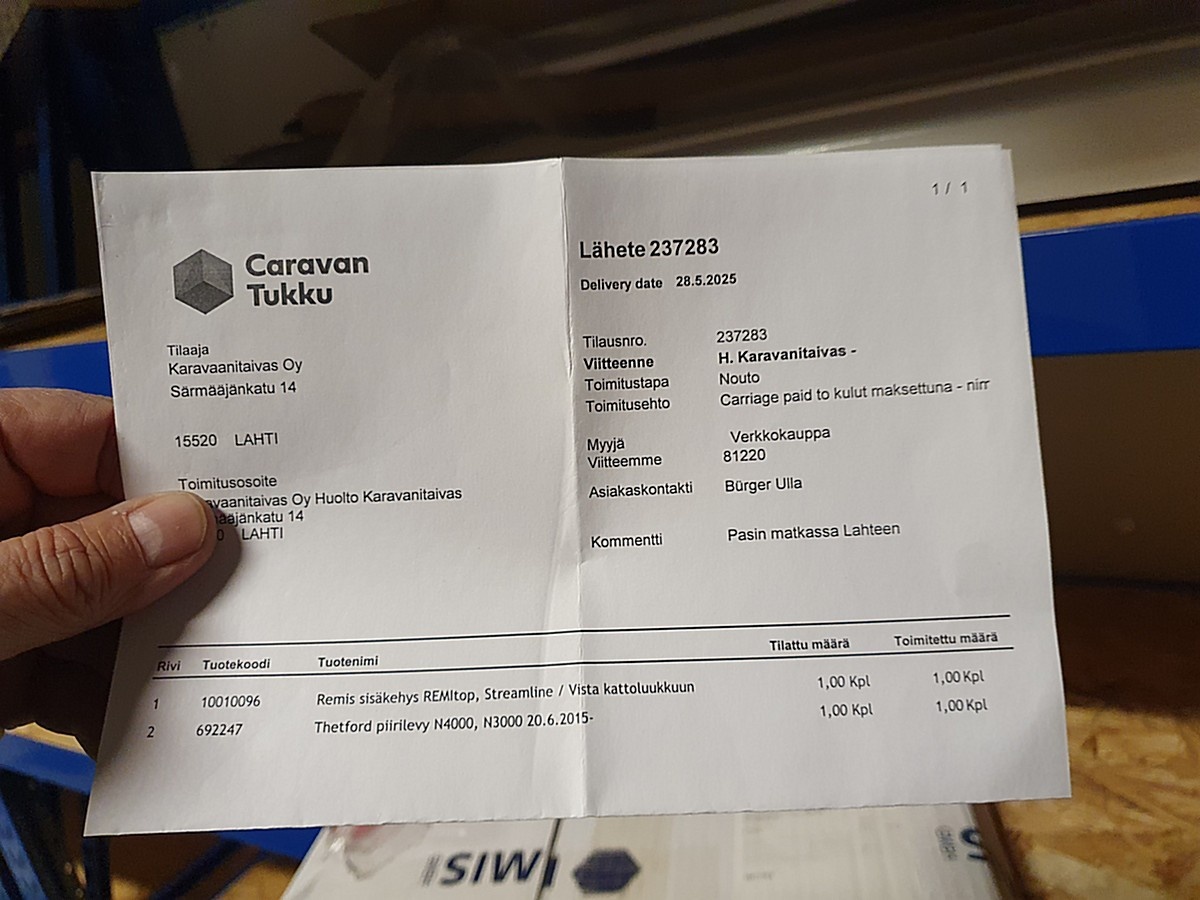 1 / 1
Caravan
Tukku
Lähete 237283
Delivery date 28.5.2025
Tilaaja
Karavaanitaivas Oy
Särmääjänkatu 14
15520 LAHTI
Toimitusosoite
avaanitaivas Oy Huolto Karavanitaivas
määjänkatu 14
0 LAHTI
Tilausnro. 237283
Viitteenne H. Karavanitaivas -
Toimitustapa Nouto
Toimitusehto Carriage paid to kulut maksettuna - nim
Myyjä Verkkokauppa
Viitteemme 81220
Asiakaskontakti Bürger Ulla
Kommentti Pasin matkassa Lahteen
Rivi Tuotekoodi Tuotenimi Tilattu määrä Toimitettu määrä
1 10010096 Remis sisäkehys REMItop, Streamline / Vista kattoluukkuun 1,00 Kpl 1,00 Kpl
2 692247 Thetford piirilevy N4000, N3000 20.6.2015- 1,00 Kpl 1,00 Kpl